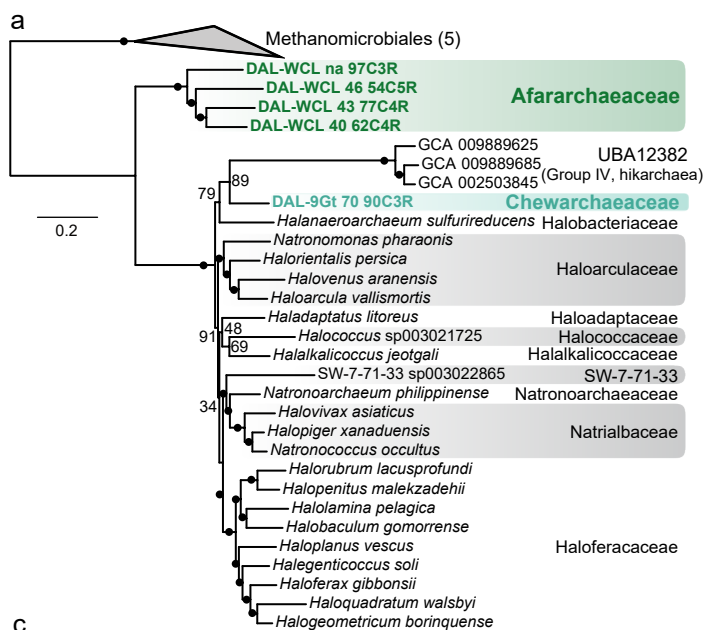 a
Methanomicrobiales (5)
DAL-WCL na 97C3R
DAL-WCL 46 54C5R
Afararchaeaceae
DAL-WCL 43 77C4R
DAL-WCL 40 62C4R
GCA 009889625
UBA12382
GCA 009889685
(Group IV, hikarchaea)
GCA 002503845
89
79
DAL-9Gt 70 90C3R Chewarchaeaceae
0.2
Halanaeroarchaeum sulfurireducens Halobacteriaceae
Natronomonas pharaonis
Halorientalis persica
Haloarculaceae
Halovenus aranensis
Haloarcula vallismortis
Haladaptatus litoreus Haloadaptaceae
48
91
Halococcus sp003021725 Halococcaceae
69
Halalkalicoccus jeotgali Halalkalicoccaceae
SW-7-71-33 sp003022865 SW-7-71-33
Natronoarchaeum philippinense Natronoarchaeaceae
34
Halovivax asiaticus
Halopiger xanaduensis Natrialbaceae
Natronococcus occultus
Halorubrum lacusprofundi
Halopenitus malekzadehii
Halolamina pelagica
Halobaculum gomorrense
Haloplanus vescus Haloferacaceae
Halegenticoccus soli
Haloferax gibbonsii
Haloquadratum walsbyi
Halogeometricum borinquense
c